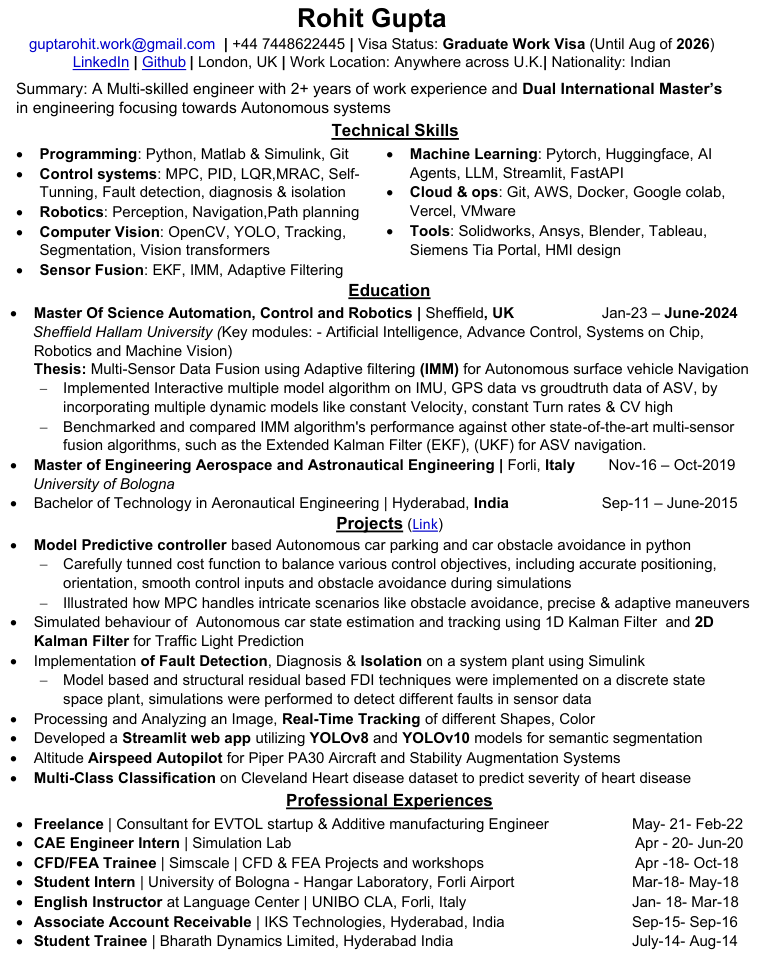 Rohit Gupta
guptarohit.work@gmail.com | +44 7448622445 | Visa Status: Graduate Work Visa (Until Aug of 2026)
LinkedIn | Github | London, UK | Work Location: Anywhere across U.K.| Nationality: Indian
Summary: A Multi-skilled engineer with 2+ years of work experience and Dual International Master's
in engineering focusing towards Autonomous systems
Technical Skills
• Programming: Python, Matlab & Simulink, Git
• Control systems: MPC, PID, LQR,MRAC, Self-
Tunning, Fault detection, diagnosis & isolation
• Robotics: Perception, Navigation,Path planning
• Computer Vision: OpenCV, YOLO, Tracking,
Segmentation, Vision transformers
• Sensor Fusion: EKF, IMM, Adaptive Filtering
• Machine Learning: Pytorch, Huggingface, AI
Agents, LLM, Streamlit, FastAPI
• Cloud & ops: Git, AWS, Docker, Google colab,
Vercel, VMware
• Tools: Solidworks, Ansys, Blender, Tableau,
Siemens Tia Portal, HMI design
Education
• Master Of Science Automation, Control and Robotics | Sheffield, UK Jan-23 – June-2024
Sheffield Hallam University (Key modules: - Artificial Intelligence, Advance Control, Systems on Chip,
Robotics and Machine Vision)
Thesis: Multi-Sensor Data Fusion using Adaptive filtering (IMM) for Autonomous surface vehicle Navigation
– Implemented Interactive multiple model algorithm on IMU, GPS data vs groudtruth data of ASV, by
incorporating multiple dynamic models like constant Velocity, constant Turn rates & CV high
– Benchmarked and compared IMM algorithm's performance against other state-of-the-art multi-sensor
fusion algorithms, such as the Extended Kalman Filter (EKF), (UKF) for ASV navigation.
• Master of Engineering Aerospace and Astronautical Engineering | Forli, Italy Nov-16 – Oct-2019
University of Bologna
• Bachelor of Technology in Aeronautical Engineering | Hyderabad, India Sep-11 – June-2015
Projects (Link)
• Model Predictive controller based Autonomous car parking and car obstacle avoidance in python
– Carefully tunned cost function to balance various control objectives, including accurate positioning,
orientation, smooth control inputs and obstacle avoidance during simulations
– Illustrated how MPC handles intricate scenarios like obstacle avoidance, precise & adaptive maneuvers
• Simulated behaviour of Autonomous car state estimation and tracking using 1D Kalman Filter and 2D
Kalman Filter for Traffic Light Prediction
• Implementation of Fault Detection, Diagnosis & Isolation on a system plant using Simulink
– Model based and structural residual based FDI techniques were implemented on a discrete state
space plant, simulations were performed to detect different faults in sensor data
• Processing and Analyzing an Image, Real-Time Tracking of different Shapes, Color
• Developed a Streamlit web app utilizing YOLOv8 and YOLOv10 models for semantic segmentation
• Altitude Airspeed Autopilot for Piper PA30 Aircraft and Stability Augmentation Systems
• Multi-Class Classification on Cleveland Heart disease dataset to predict severity of heart disease
Professional Experiences
• Freelance | Consultant for EVTOL startup & Additive manufacturing Engineer May- 21- Feb-22
• CAE Engineer Intern | Simulation Lab Apr - 20- Jun-20
• CFD/FEA Trainee | Simscale | CFD & FEA Projects and workshops Apr -18- Oct-18
• Student Intern | University of Bologna - Hangar Laboratory, Forli Airport Mar-18- May-18
• English Instructor at Language Center | UNIBO CLA, Forli, Italy Jan- 18- Mar-18
• Associate Account Receivable | IKS Technologies, Hyderabad, India Sep-15- Sep-16
• Student Trainee | Bharath Dynamics Limited, Hyderabad India July-14- Aug-14